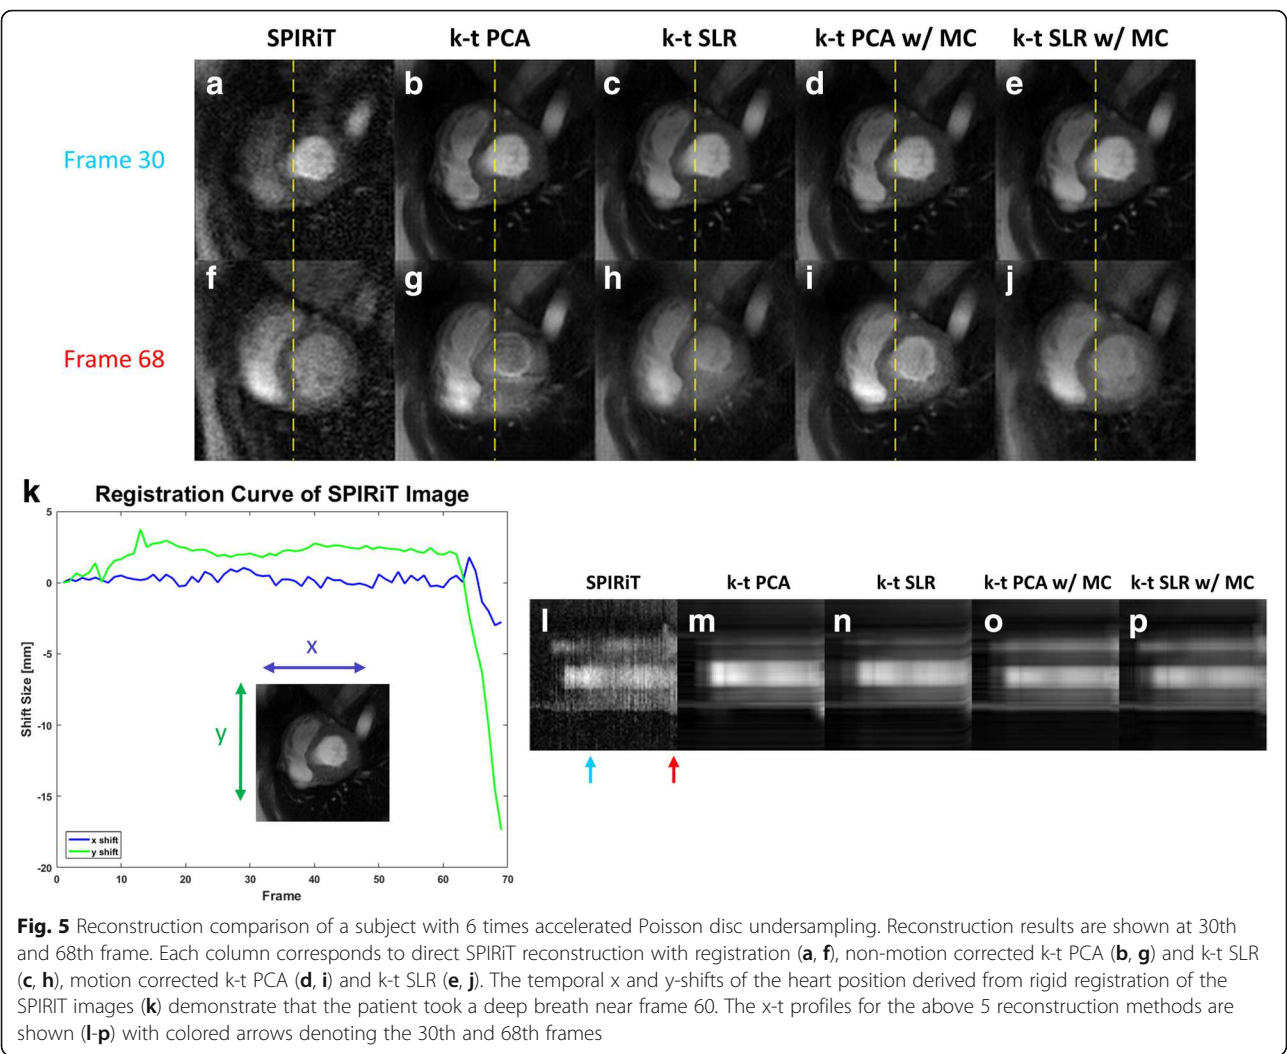 SPIRiT k-t PCA k-t SLR k-t PCA w/ MC k-t SLR w/ MC
a b c d e
Frame 30
f g h i j
Frame 68
k
Registration Curve of SPIRiT Image
5
0
-5
-10
-15
-20
Shift Size [mm]
x
y
x shift
y shift
0 10 20 30 40 50 60 70
Frame
SPIRiT k-t PCA k-t SLR k-t PCA w/ MC k-t SLR w/ MC
l m n o p
Fig. 5 Reconstruction comparison of a subject with 6 times accelerated Poisson disc undersampling. Reconstruction results are shown at 30th
and 68th frame. Each column corresponds to direct SPIRiT reconstruction with registration (a, f), non-motion corrected k-t PCA (b, g) and k-t SLR
(c, h), motion corrected k-t PCA (d, i) and k-t SLR (e, j). The temporal x and y-shifts of the heart position derived from rigid registration of the
SPIRIT images (k) demonstrate that the patient took a deep breath near frame 60. The x-t profiles for the above 5 reconstruction methods are
shown (l-p) with colored arrows denoting the 30th and 68th frames